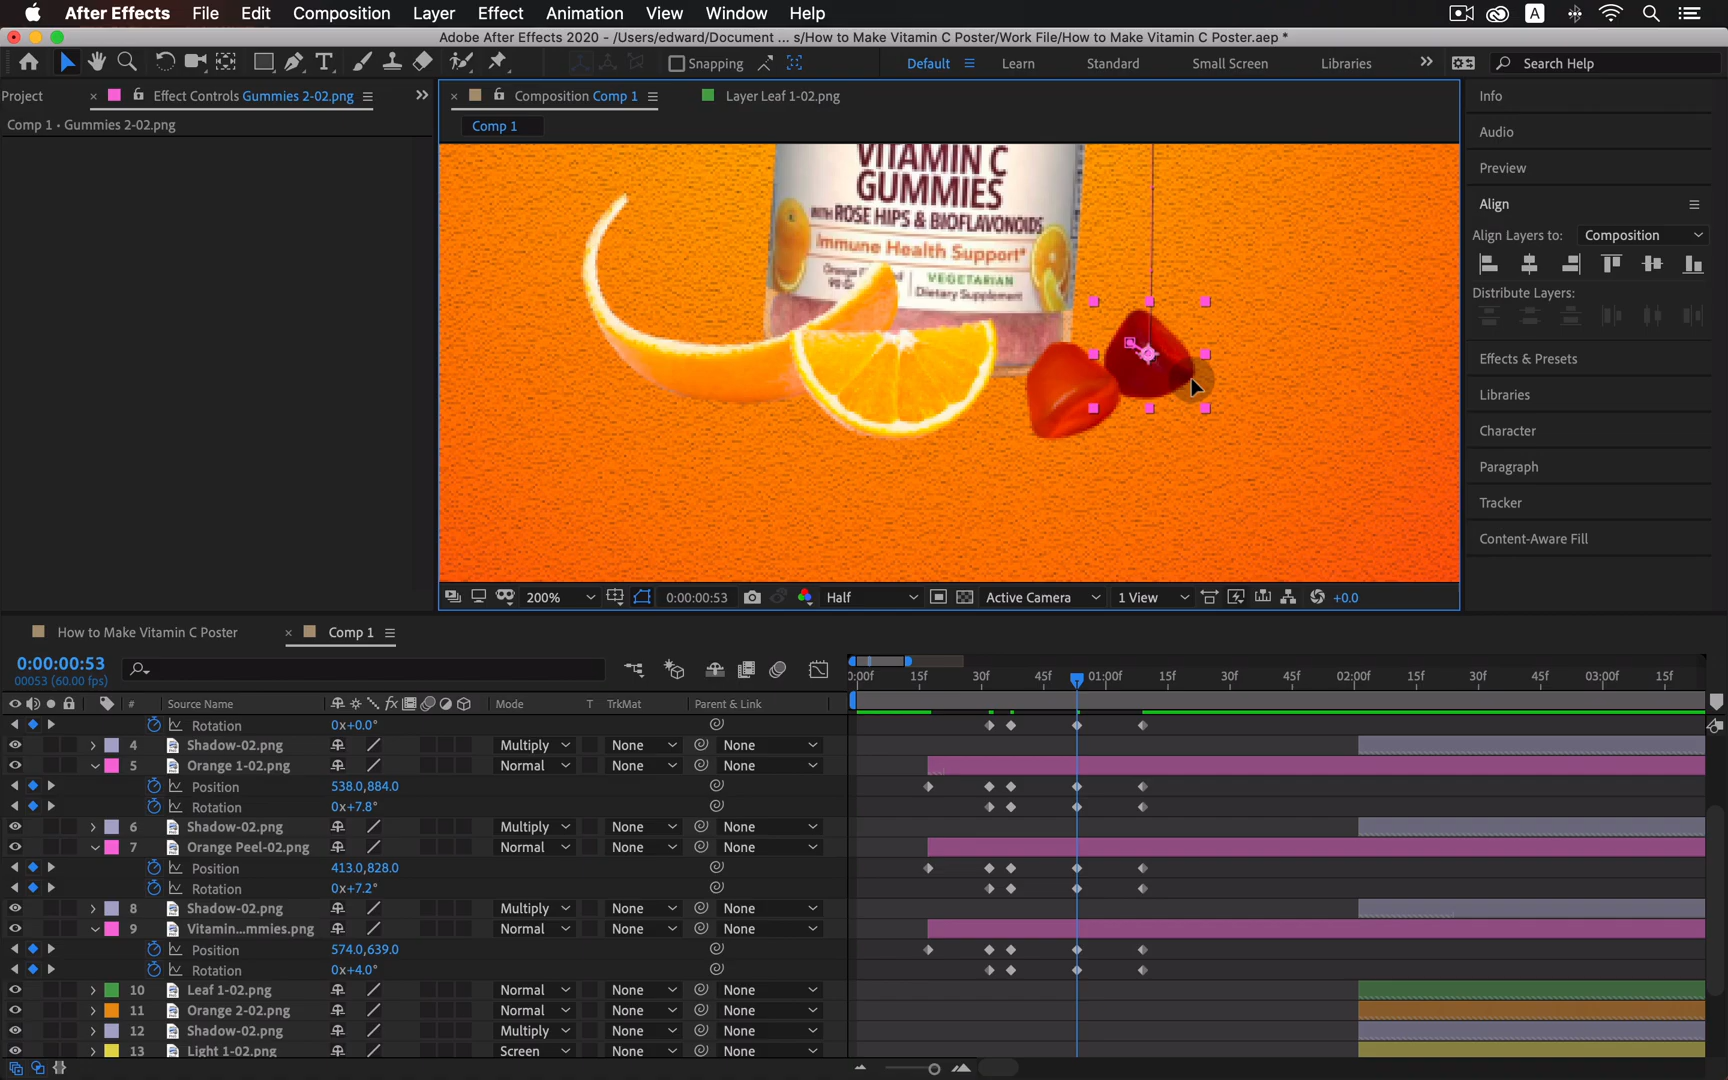 After Effects File Edit Composition Layer Effect Animation View Window Help A
Adobe After Effects 2020 - /Users/edward/Document ... s/How to Make Vitamin C Poster/Work File/How to Make Vitamin C Poster.aep *
Snapping Default Learn Standard Small Screen Libraries Search Help
Project Effect Controls Gummies 2-02.png Composition Comp 1 Layer Leaf 1-02.png Info
Comp 1 • Gummies 2-02.png Comp 1 Audio
VITAMIN C
GUMMIES
WITH ROSE HIPS & BIOFLAVONOIDS
Immune Health Support*
VEGETARIAN
Dietary Supplement
Preview
Align
Align Layers to: Composition
Distribute Layers:
Effects & Presets
Libraries
Character
Paragraph
Tracker
Content-Aware Fill
200% 0:00:00:53 Half Active Camera 1 View +0.0
How to Make Vitamin C Poster Comp 1
0:00:00:53
00053 (60.00 fps)
0:00f 15f 30f 45f 01:00f 15f 30f 45f 02:00f 15f 30f 45f 03:00f 15f
# Source Name Mode T TrkMat Parent & Link
Rotation 0x+0.0°
4 Shadow-02.png Multiply None None
5 Orange 1-02.png Normal None None
Position 538.0,884.0
Rotation 0x+7.8°
6 Shadow-02.png Multiply None None
7 Orange Peel-02.png Normal None None
Position 413.0,828.0
Rotation 0x+7.2°
8 Shadow-02.png Multiply None None
9 Vitamin...mmies.png Normal None None
Position 574.0,639.0
Rotation 0x+4.0°
10 Leaf 1-02.png Normal None None
11 Orange 2-02.png Normal None None
12 Shadow-02.png Multiply None None
13 Light 1-02.png Screen None None